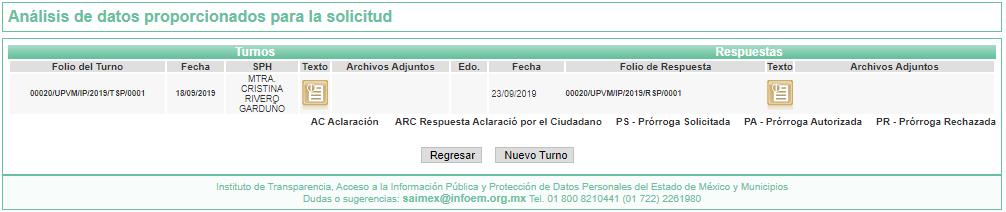 Análisis de datos proporcionados para la solicitud
Turnos Respuestas
Folio del Turno Fecha SPH Texto Archivos Adjuntos Edo. Fecha Folio de Respuesta Texto Archivos Adjuntos
00020/UPVM/IP/2019/TSP/0001 18/09/2019 MTRA. CRISTINA RIVERO GARDUÑO 23/09/2019 00020/UPVM/IP/2019/RSP/0001
AC Aclaración ARC Respuesta Aclaració por el Ciudadano PS - Prórroga Solicitada PA - Prórroga Autorizada PR - Prórroga Rechazada
Regresar Nuevo Turno
Instituto de Transparencia, Acceso a la Información Pública y Protección de Datos Personales del Estado de México y Municipios
Dudas o sugerencias: saimex@infoem.org.mx Tel. 01 800 8210441 (01 722) 2261980